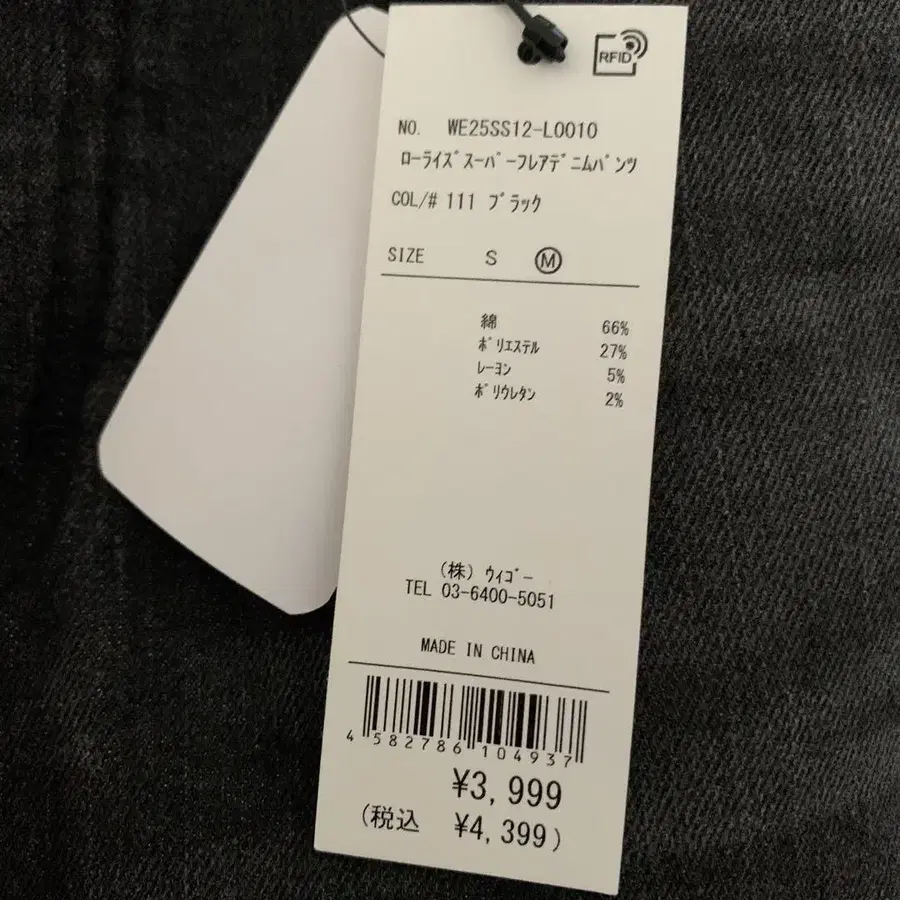 RFID
NO. WE25SS12-L0010
ﾛｰﾗｲｽﾞｽｰﾊﾟｰﾌﾚｱﾃﾞﾆﾑﾊﾟﾝﾂ
COL/# 111 ﾌﾞﾗｯｸ
SIZE S Ⓜ
綿 66%
ﾎﾟﾘｴｽﾃﾙ 27%
ﾚｰﾖﾝ 5%
ﾎﾟﾘｳﾚﾀﾝ 2%
(株) ｳｨｺﾞｰ
TEL 03-6400-5051
MADE IN CHINA
4 582786 104937
¥3,999
(税込 ¥4,399)